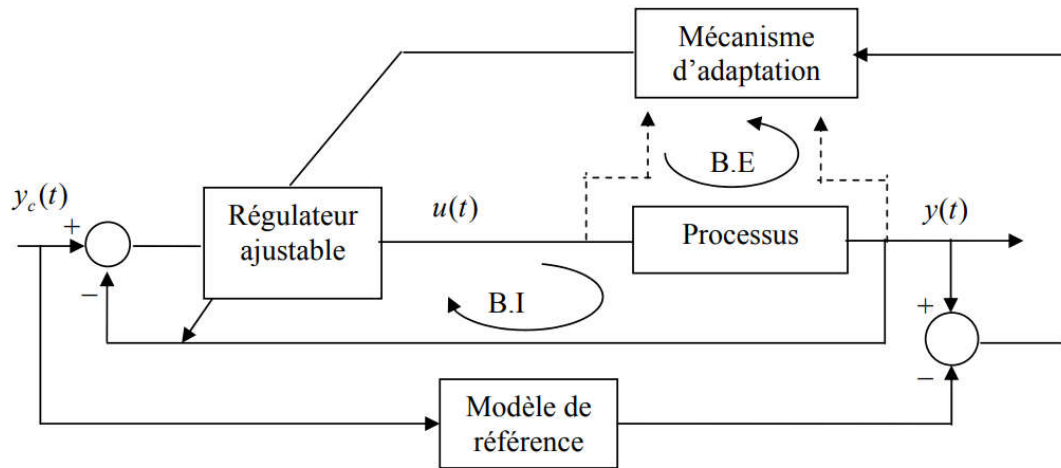 Mécanisme
d'adaptation
B.E
y_c(t)
+
−
Régulateur
ajustable
u(t)
Processus
y(t)
B.I
+
−
Modèle de
référence